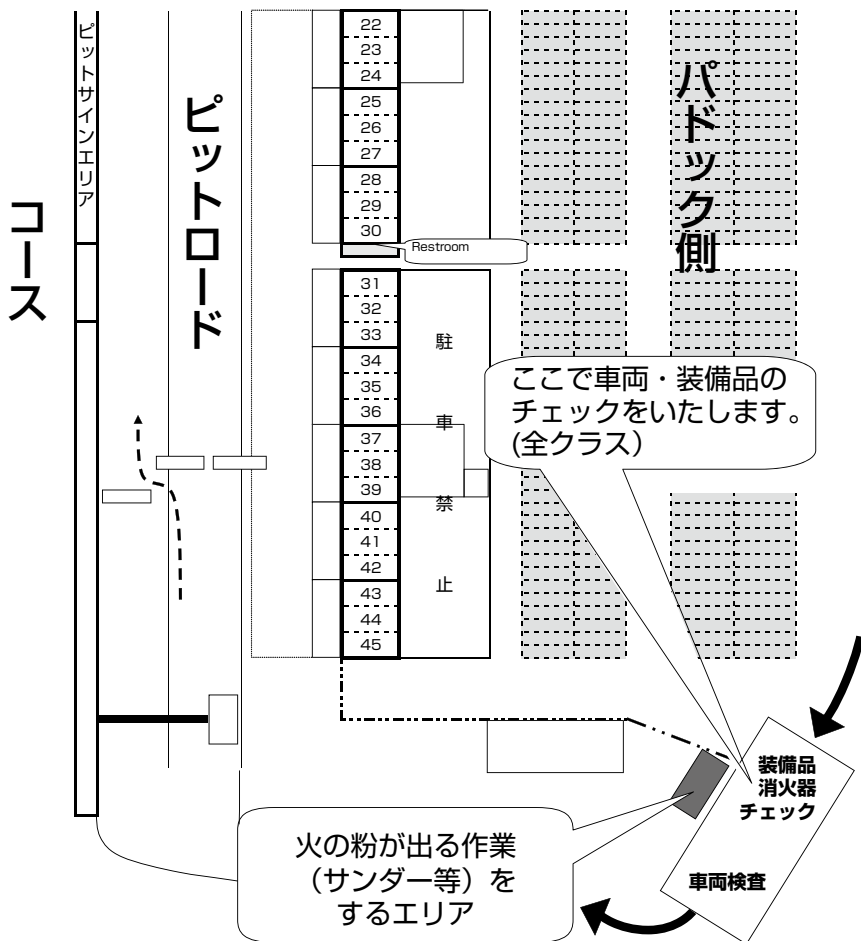 コース
ピットサインエリア
ピットロード
22
23
24
25
26
27
28
29
30
Restroom
31
32
33
34
35
36
37
38
39
40
41
42
43
44
45
駐車禁止
パドック側
ここで車両・装備品の
チェックをいたします。
(全クラス）
装備品
消火器
チェック
車両検査
火の粉が出る作業
（サンダー等）を
するエリア